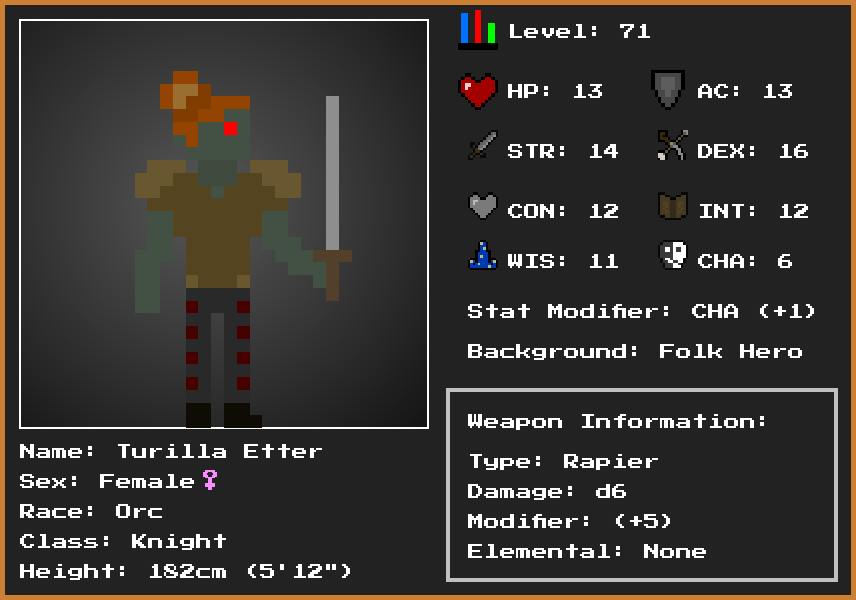 Level: 71
HP: 13
AC: 13
STR: 14
DEX: 16
CON: 12
INT: 12
WIS: 11
CHA: 6
Stat Modifier: CHA (+1)
Background: Folk Hero
Weapon Information:
Type: Rapier
Damage: d6
Modifier: (+5)
Elemental: None
Name: Turilla Etter
Sex: Female♀
Race: Orc
Class: Knight
Height: 182cm (5'12")